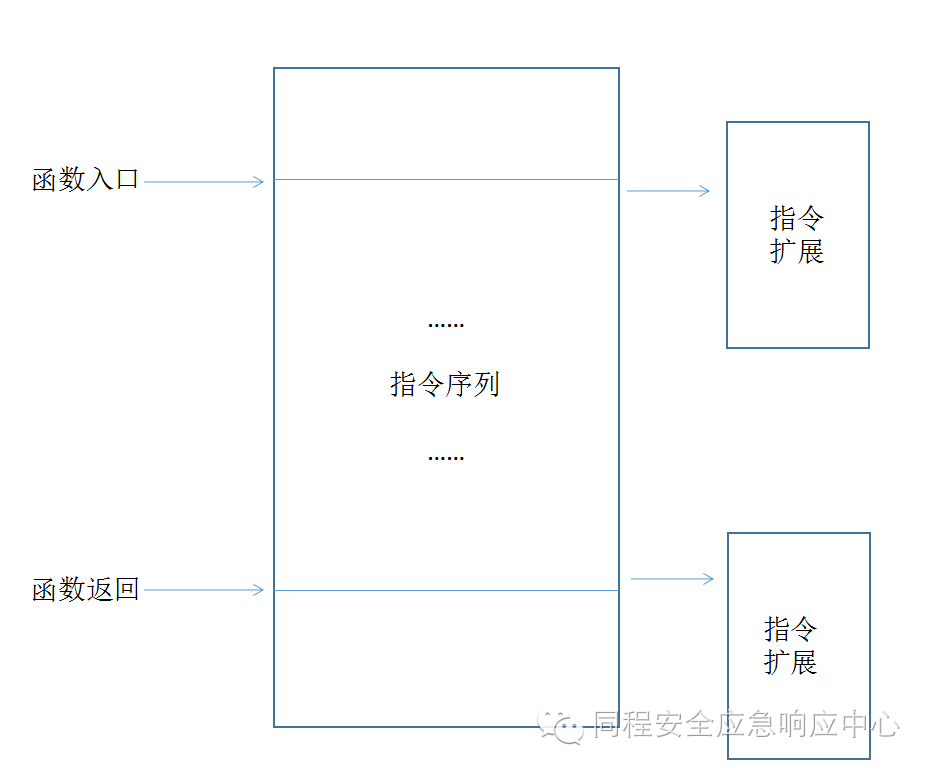 函数入口
指令
扩展
......
指令序列
......
函数返回
指令
扩展
同程安全应急响应中心